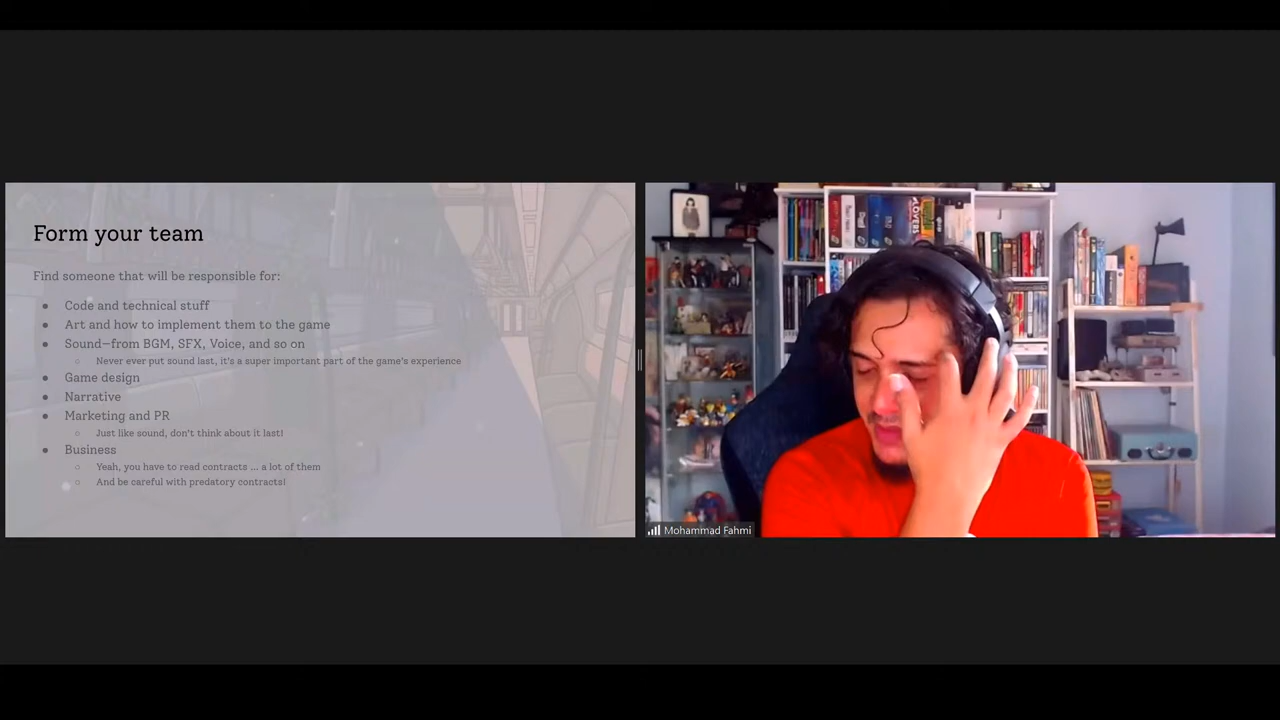 Form your team
Find someone that will be responsible for:
● Code and technical stuff
● Art and how to implement them to the game
● Sound—from BGM, SFX, Voice, and so on
○ Never ever put sound last, it's a super important part of the game's experience
● Game design
● Narrative
● Marketing and PR
○ Just like sound, don't think about it last!
● Business
○ Yeah, you have to read contracts ... a lot of them
○ And be careful with predatory contracts!
Mohammad Fahmi